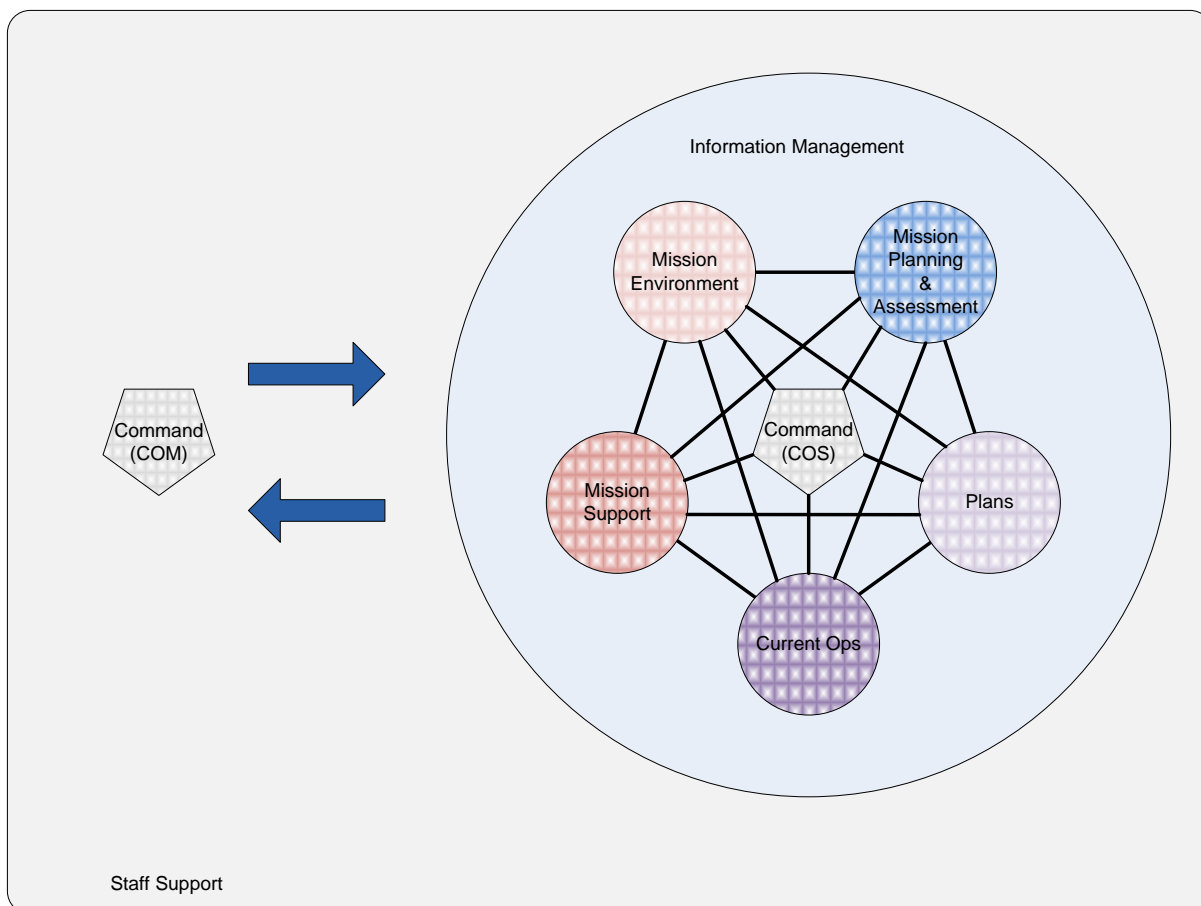 Information Management
Mission
Environment
Mission
Planning
&
Assessment
Command
(COM)
Command
(COS)
Mission
Support
Plans
Current Ops
Staff Support